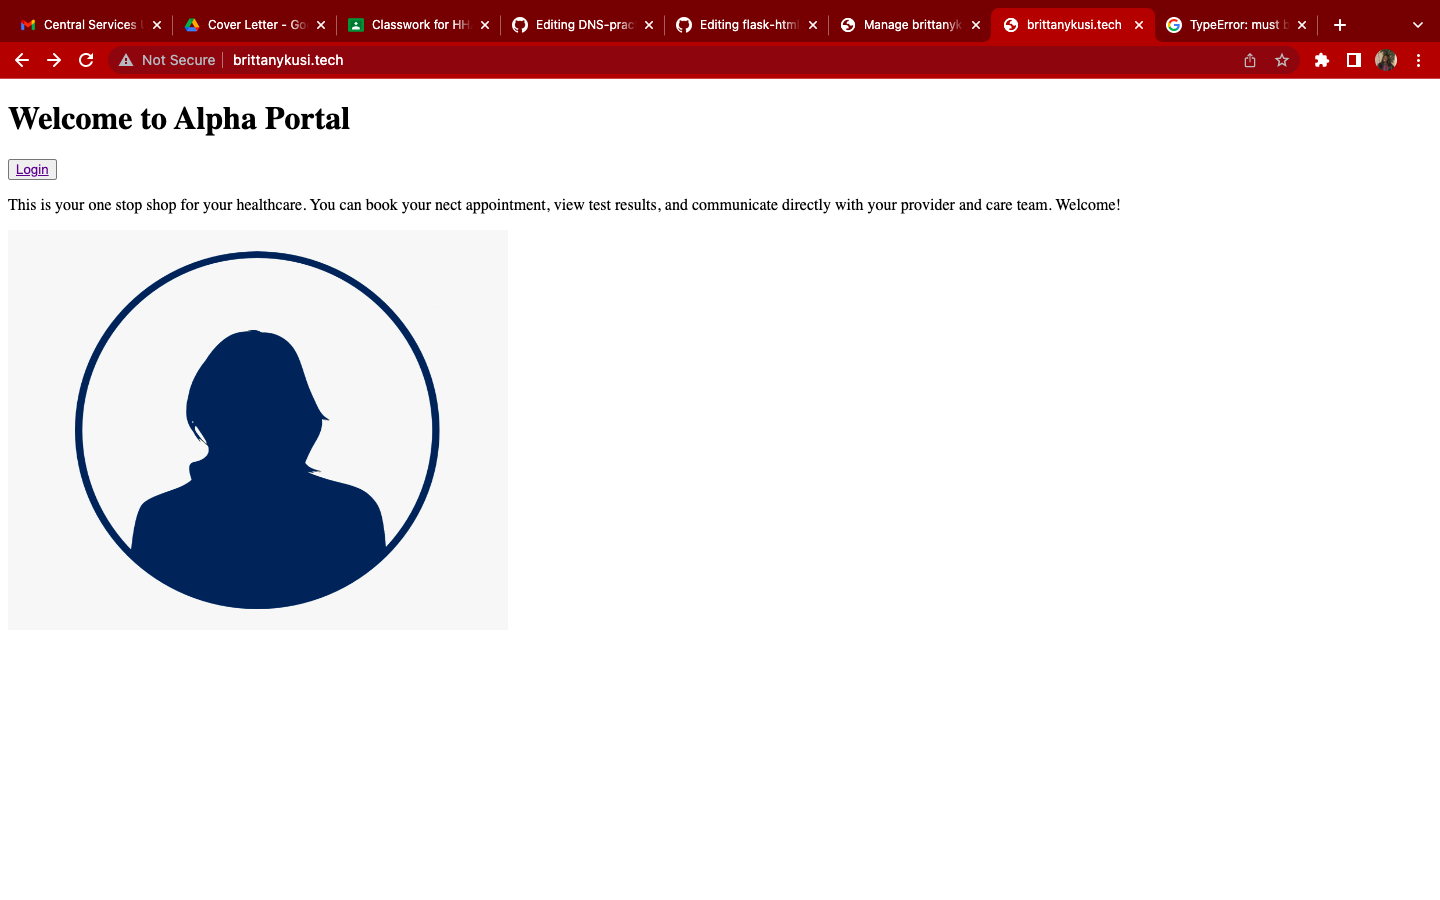 Central Services
Cover Letter - Go
Classwork for HH
Editing DNS-prac
Editing flask-html
Manage brittanyk
brittanykusi.tech
TypeError: must b
Not Secure
brittanykusi.tech
Welcome to Alpha Portal
Login
This is your one stop shop for your healthcare. You can book your nect appointment, view test results, and communicate directly with your provider and care team. Welcome!